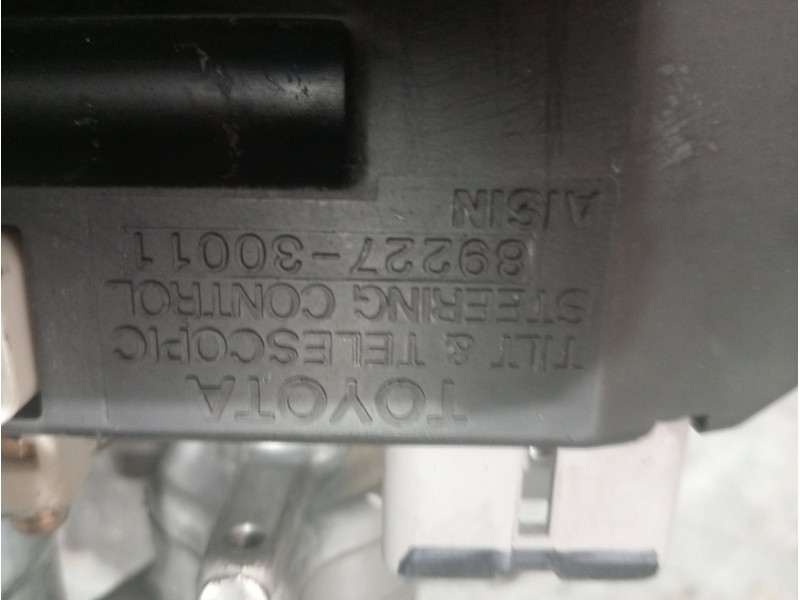 TOYOTA
TILT & TELESCOPIC
STEERING CONTROL
89227-30011
AISIN